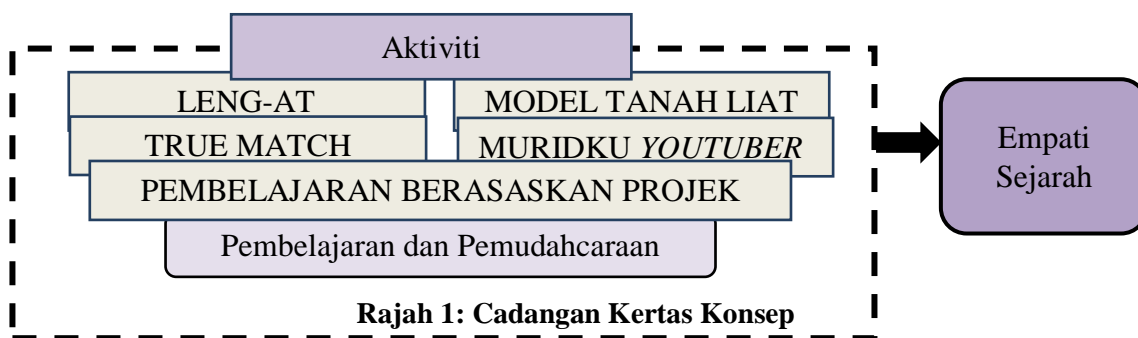 Aktiviti
LENG-AT
MODEL TANAH LIAT
TRUE MATCH
MURIDKU YOUTUBER
PEMBELAJARAN BERASASKAN PROJEK
Pembelajaran dan Pemudahcaraan
Empati
Sejarah
Rajah 1: Cadangan Kertas Konsep